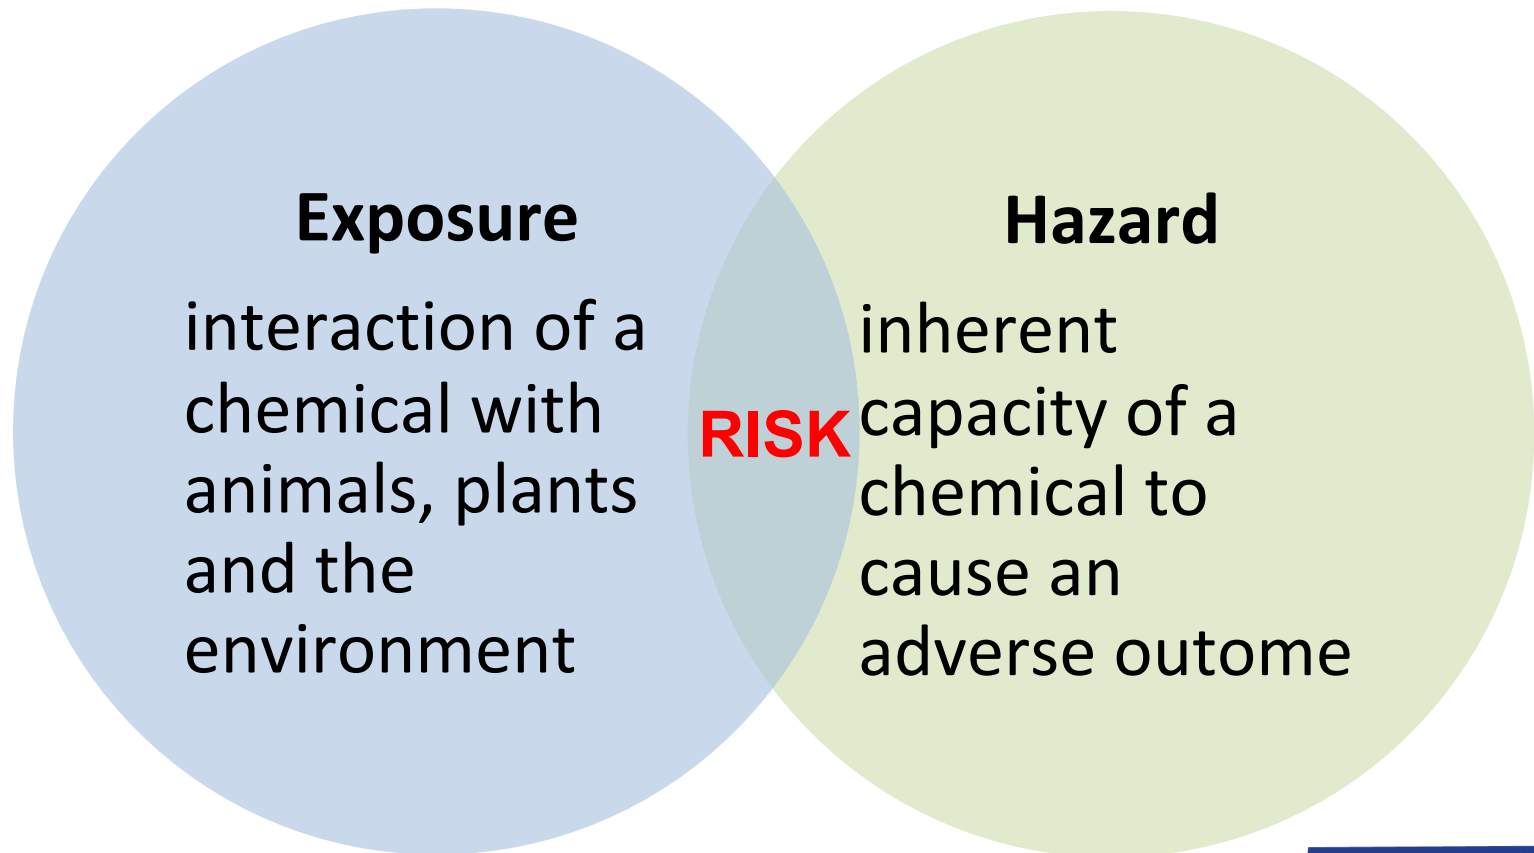 Exposure
interaction of a
chemical with
animals, plants
and the
environment
RISK
Hazard
inherent
capacity of a
chemical to
cause an
adverse outome